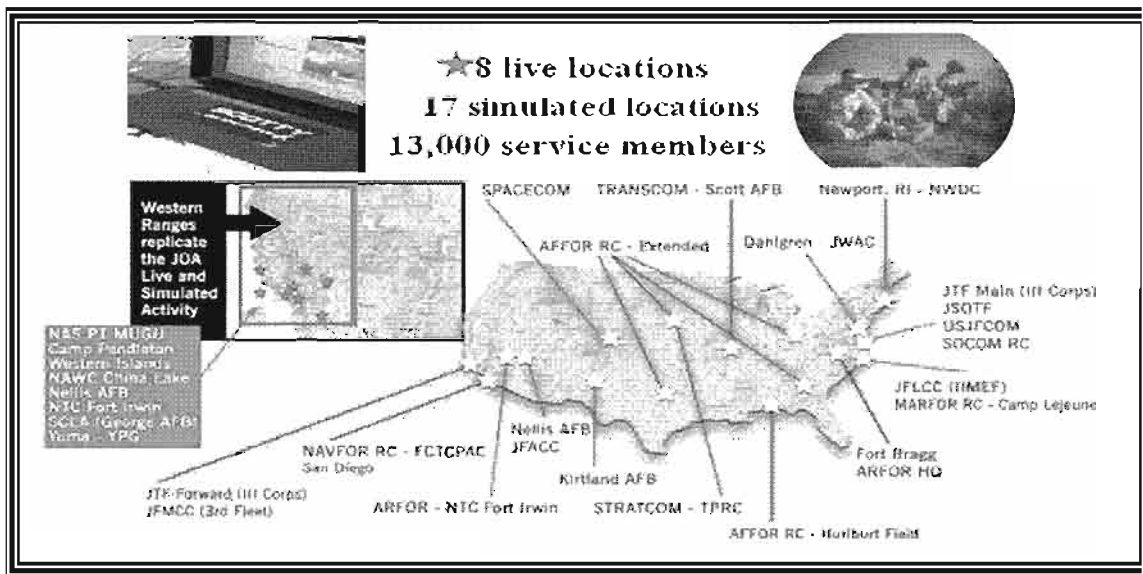 8 live locations
17 simulated locations
13,000 service members
Western
Ranges
replicate
the JOA
Live and
Simulated
Activity
NAS PT MUGU
Camp Pendleton
Western Islands
NAWC China Lake
Nellis AFB
NTC Fort Irwin
SCLA (George AFB)
Yuma - YPG
SPACECOM
TRANSCOM - Scott AFB
Newport, RI - NWDC
AFFOR RC - Extended
Dahlgren JWAC
JTF Main (III Corps)
JSOTF
USJFCOM
SOCOM RC
JFLCC (IIMEF)
MARFOR RC - Camp Lejeune
Fort Bragg
ARFOR HQ
Nellis AFB
JFACC
NAVFOR RC - FCTCPAC
San Diego
Kirtland AFB
JTF-Forward (III Corps)
JFMCC (3rd Fleet)
ARFOR - NTC Fort Irwin
STRATCOM - TPRC
AFFOR RC - Hurlburt Field